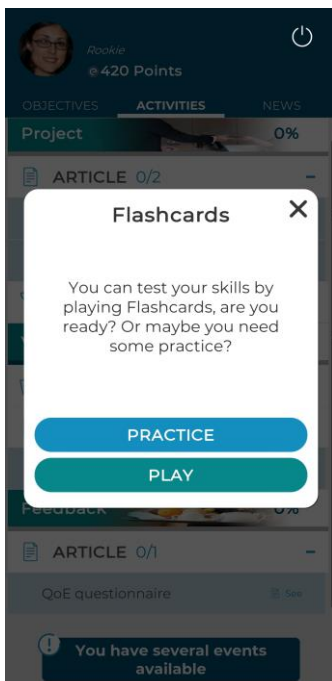 Rookie
420 Points
OBJECTIVES ACTIVITIES NEWS
Project 0%
ARTICLE 0/2
Flashcards
You can test your skills by
playing Flashcards, are you
ready? Or maybe you need
some practice?
PRACTICE
PLAY
Feedback 0%
ARTICLE 0/1
QoE questionnaire See
You have several events
available